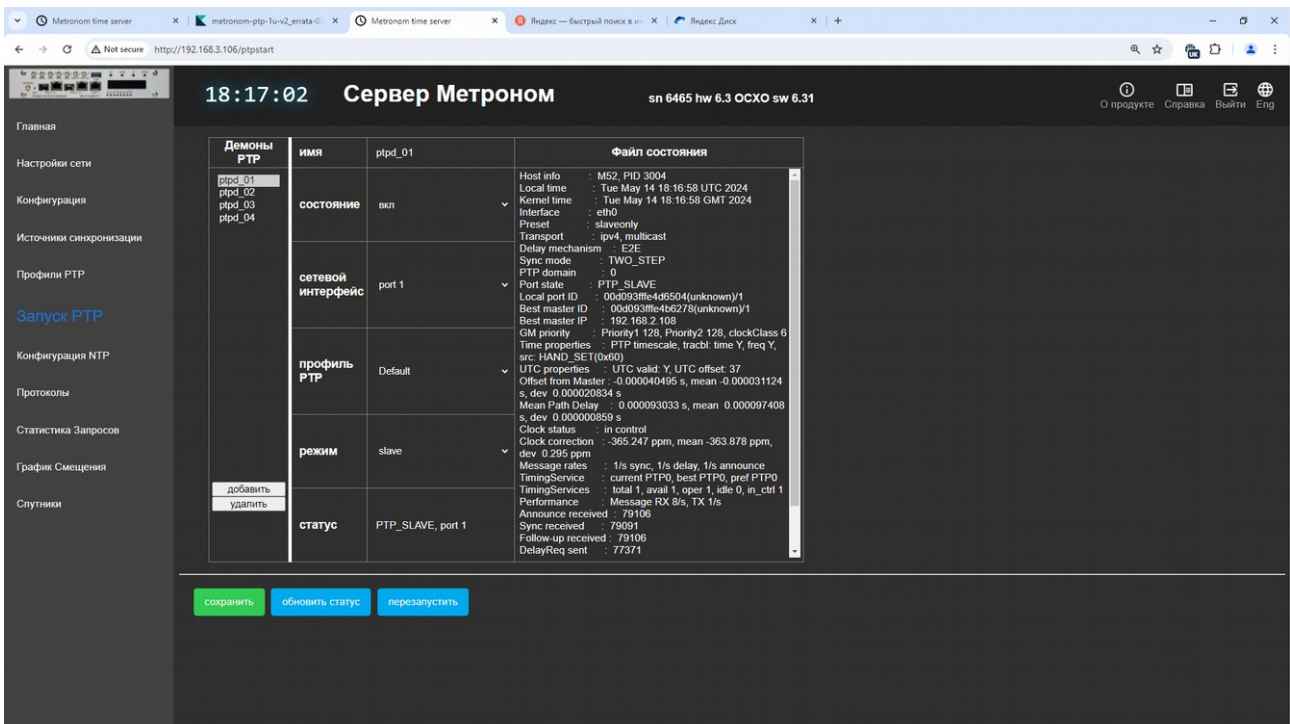 Metronom time server
metronom-ptp-1u-v2_errata-0
Metronom time server
Яндекс — быстрый поиск в ин
Яндекс Диск
Not secure http://192.168.3.106/ptpstart
18:17:02 Сервер Метроном sn 6465 hw 6.3 OCXO sw 6.31
О продукте Справка Выйти Eng
Главная
Настройки сети
Конфигурация
Источники синхронизации
Профили PTP
Запуск PTP
Конфигурация NTP
Протоколы
Статистика Запросов
График Смещения
Спутники
Демоны PTP
ptpd_01
ptpd_02
ptpd_03
ptpd_04
добавить
удалить
имя ptpd_01
состояние вкл
сетевой интерфейс port 1
профиль PTP Default
режим slave
статус PTP_SLAVE, port 1
Файл состояния
Host info : M52, PID 3004
Local time : Tue May 14 18:16:58 UTC 2024
Kernel time : Tue May 14 18:16:58 GMT 2024
Interface : eth0
Preset : slaveonly
Transport : ipv4, multicast
Delay mechanism : E2E
Sync mode : TWO_STEP
PTP domain : 0
Port state : PTP_SLAVE
Local port ID : 00d093fffe4d6504(unknown)/1
Best master ID : 00d093fffe4b6278(unknown)/1
Best master IP : 192.168.2.108
GM priority : Priority1 128, Priority2 128, clockClass 6
Time properties : PTP timescale, tracbl: time Y, freq Y,
src: HAND_SET(0x60)
UTC properties : UTC valid: Y, UTC offset: 37
Offset from Master : -0.000040495 s, mean -0.000031124
s, dev 0.000020834 s
Mean Path Delay : 0.000093033 s, mean 0.000097408
s, dev 0.000000859 s
Clock status : in control
Clock correction : -365.247 ppm, mean -363.878 ppm,
dev 0.295 ppm
Message rates : 1/s sync, 1/s delay, 1/s announce
TimingService : current PTP0, best PTP0, pref PTP0
TimingServices : total 1, avail 1, oper 1, idle 0, in_ctrl 1
Performance : Message RX 8/s, TX 1/s
Announce received : 79106
Sync received : 79091
Follow-up received : 79106
DelayReq sent : 77371
сохранить обновить статус перезапустить